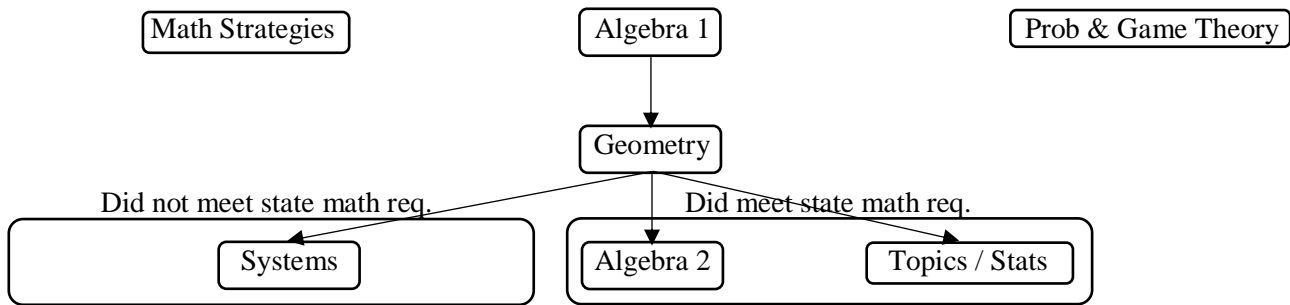 Math Strategies
Algebra 1
Prob & Game Theory
Geometry
Did not meet state math req.
Did meet state math req.
Systems
Algebra 2
Topics / Stats